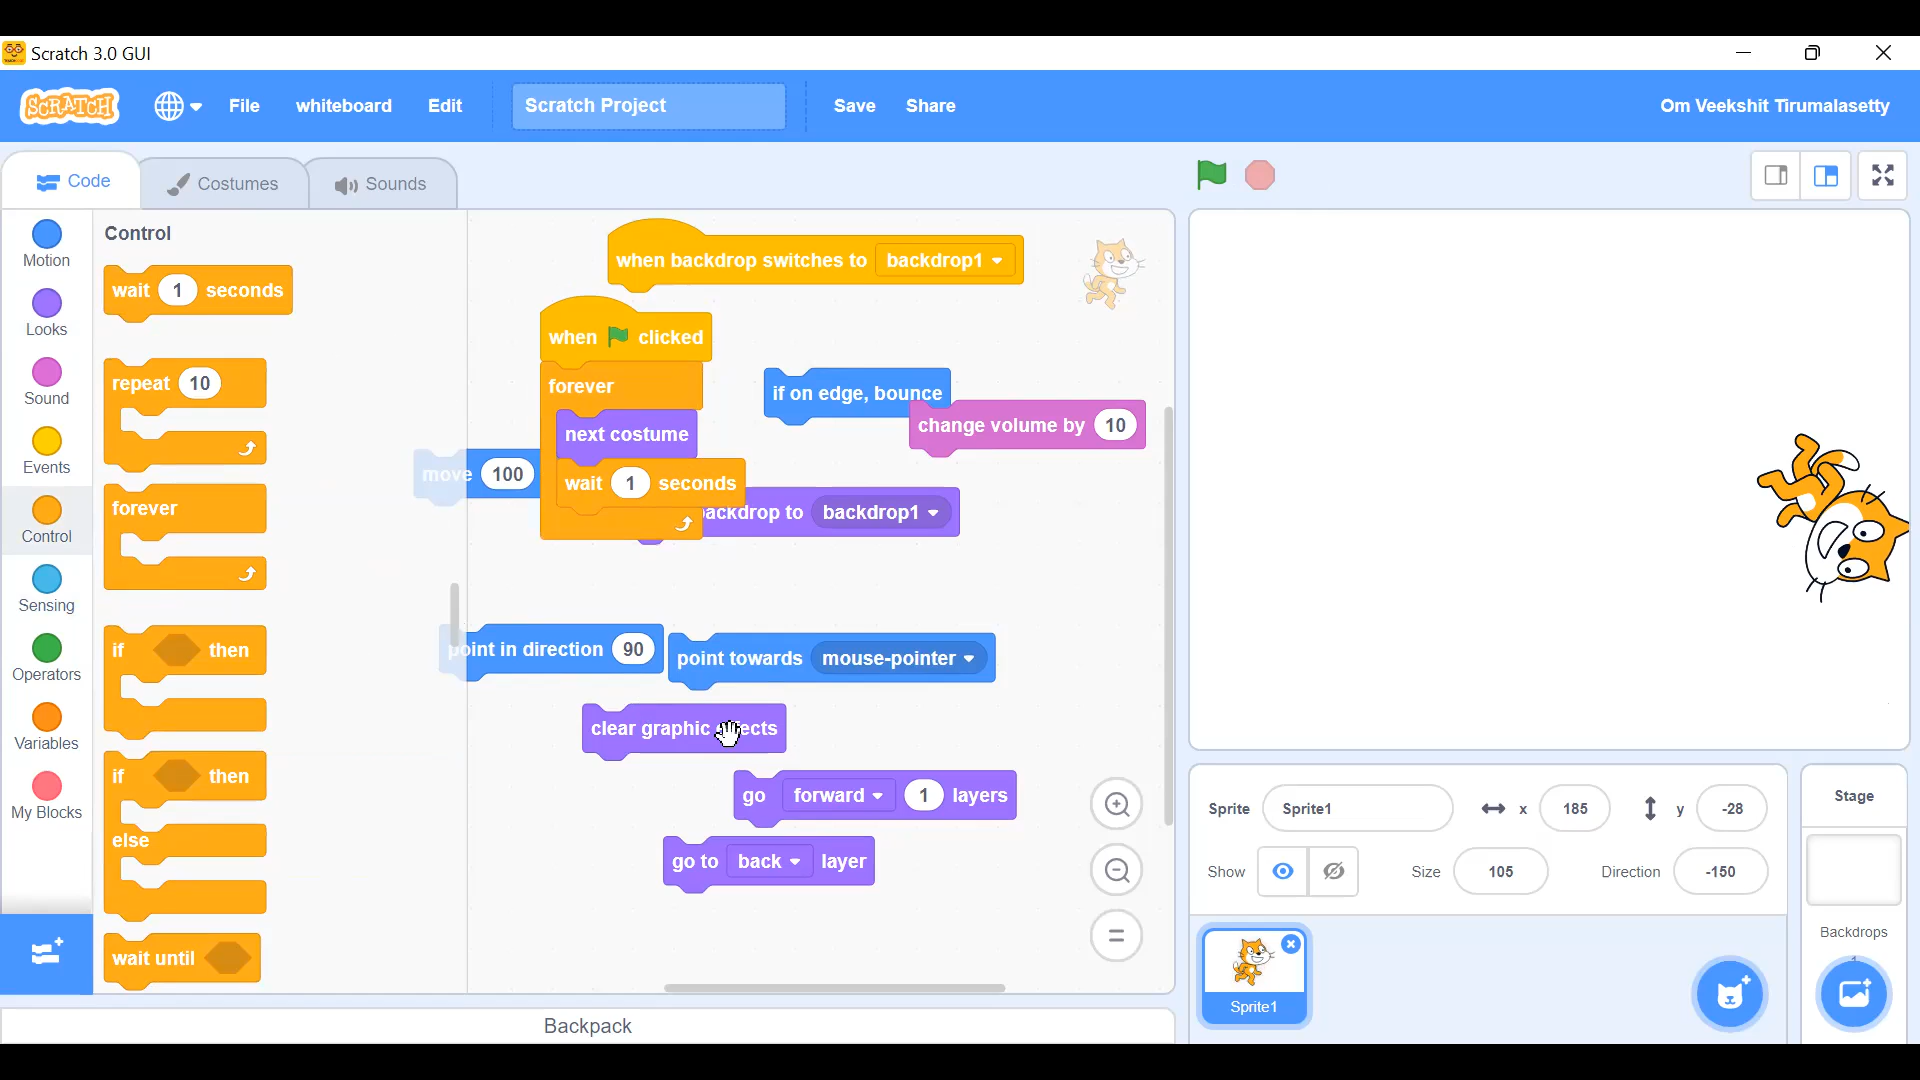 Scratch 3.0 GUI
SCRATCH
File
whiteboard
Edit
Scratch Project
Save
Share
Om Veekshit Tirumalasetty
Code
Costumes
Sounds
Motion
Looks
Sound
Events
Control
Sensing
Operators
Variables
My Blocks
Control
wait 1 seconds
repeat 10
forever
if then
if then
else
wait until
when backdrop switches to backdrop1
when clicked
forever
next costume
wait 1 seconds
if on edge, bounce
change volume by 10
move 100
backdrop to backdrop1
point in direction 90
point towards mouse-pointer
clear graphic
go forward 1 layers
go to back layer
Backpack
Sprite Sprite1
x 185
y -28
Show
Size 105
Direction -150
Sprite1
Stage
Backdrops